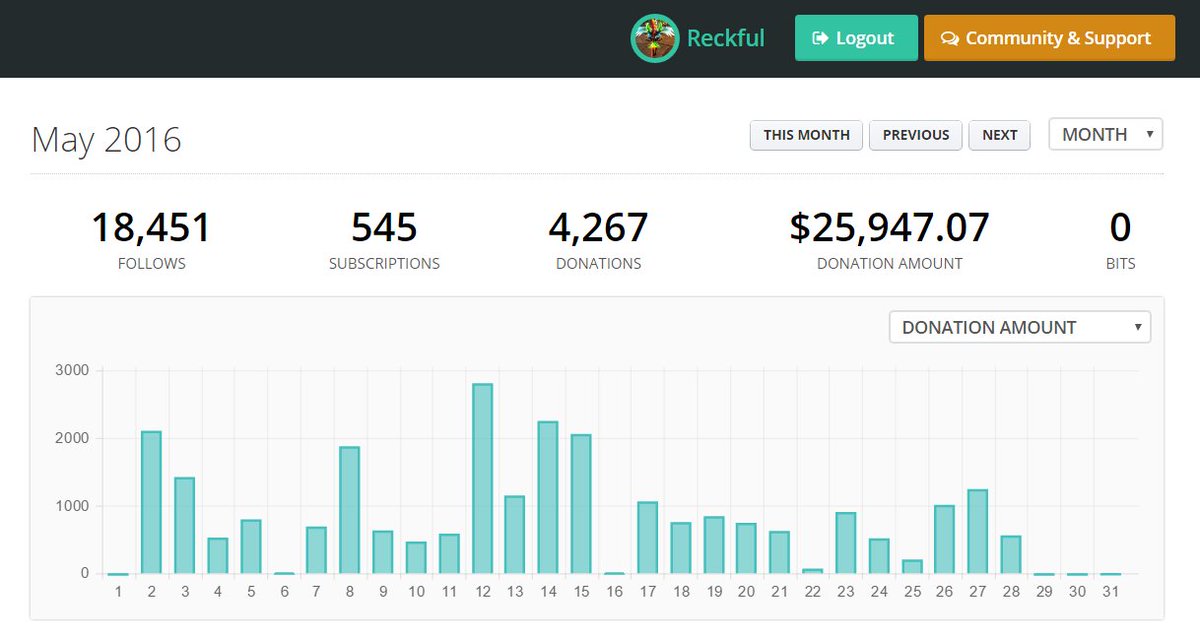 Reckful Logout Community & Support
May 2016 THIS MONTH PREVIOUS NEXT MONTH
18,451 545 4,267 $25,947.07 0
FOLLOWS SUBSCRIPTIONS DONATIONS DONATION AMOUNT BITS
DONATION AMOUNT
3000
2000
1000
0
1 2 3 4 5 6 7 8 9 10 11 12 13 14 15 16 17 18 19 20 21 22 23 24 25 26 27 28 29 30 31